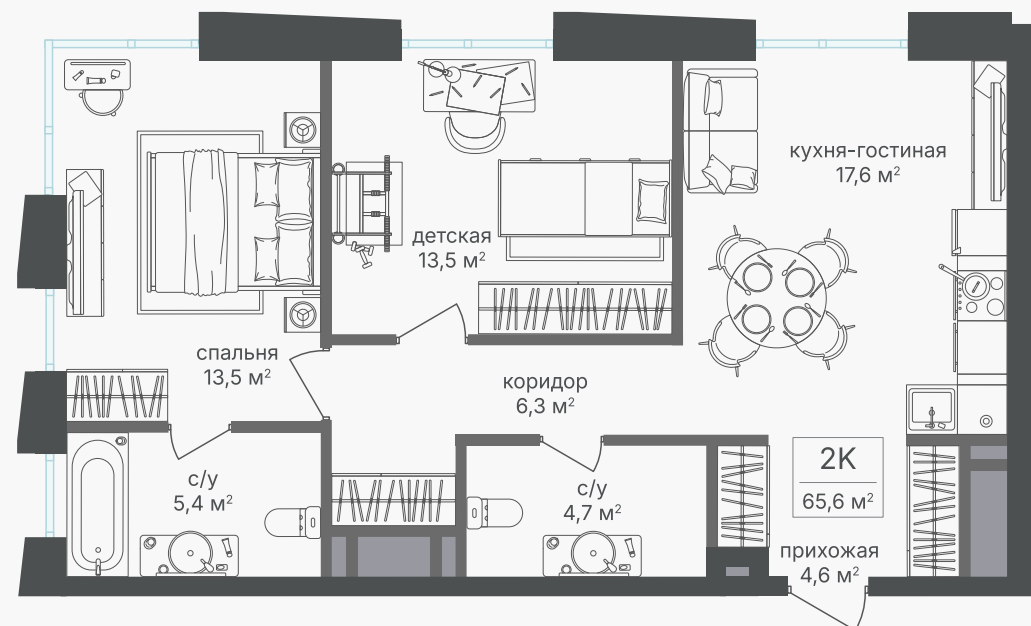 кухня-гостиная
17,6 м²
детская
13,5 м²
спальня
13,5 м²
коридор
6,3 м²
2К
65,6 м²
с/у
5,4 м²
с/у
4,7 м²
прихожая
4,6 м²